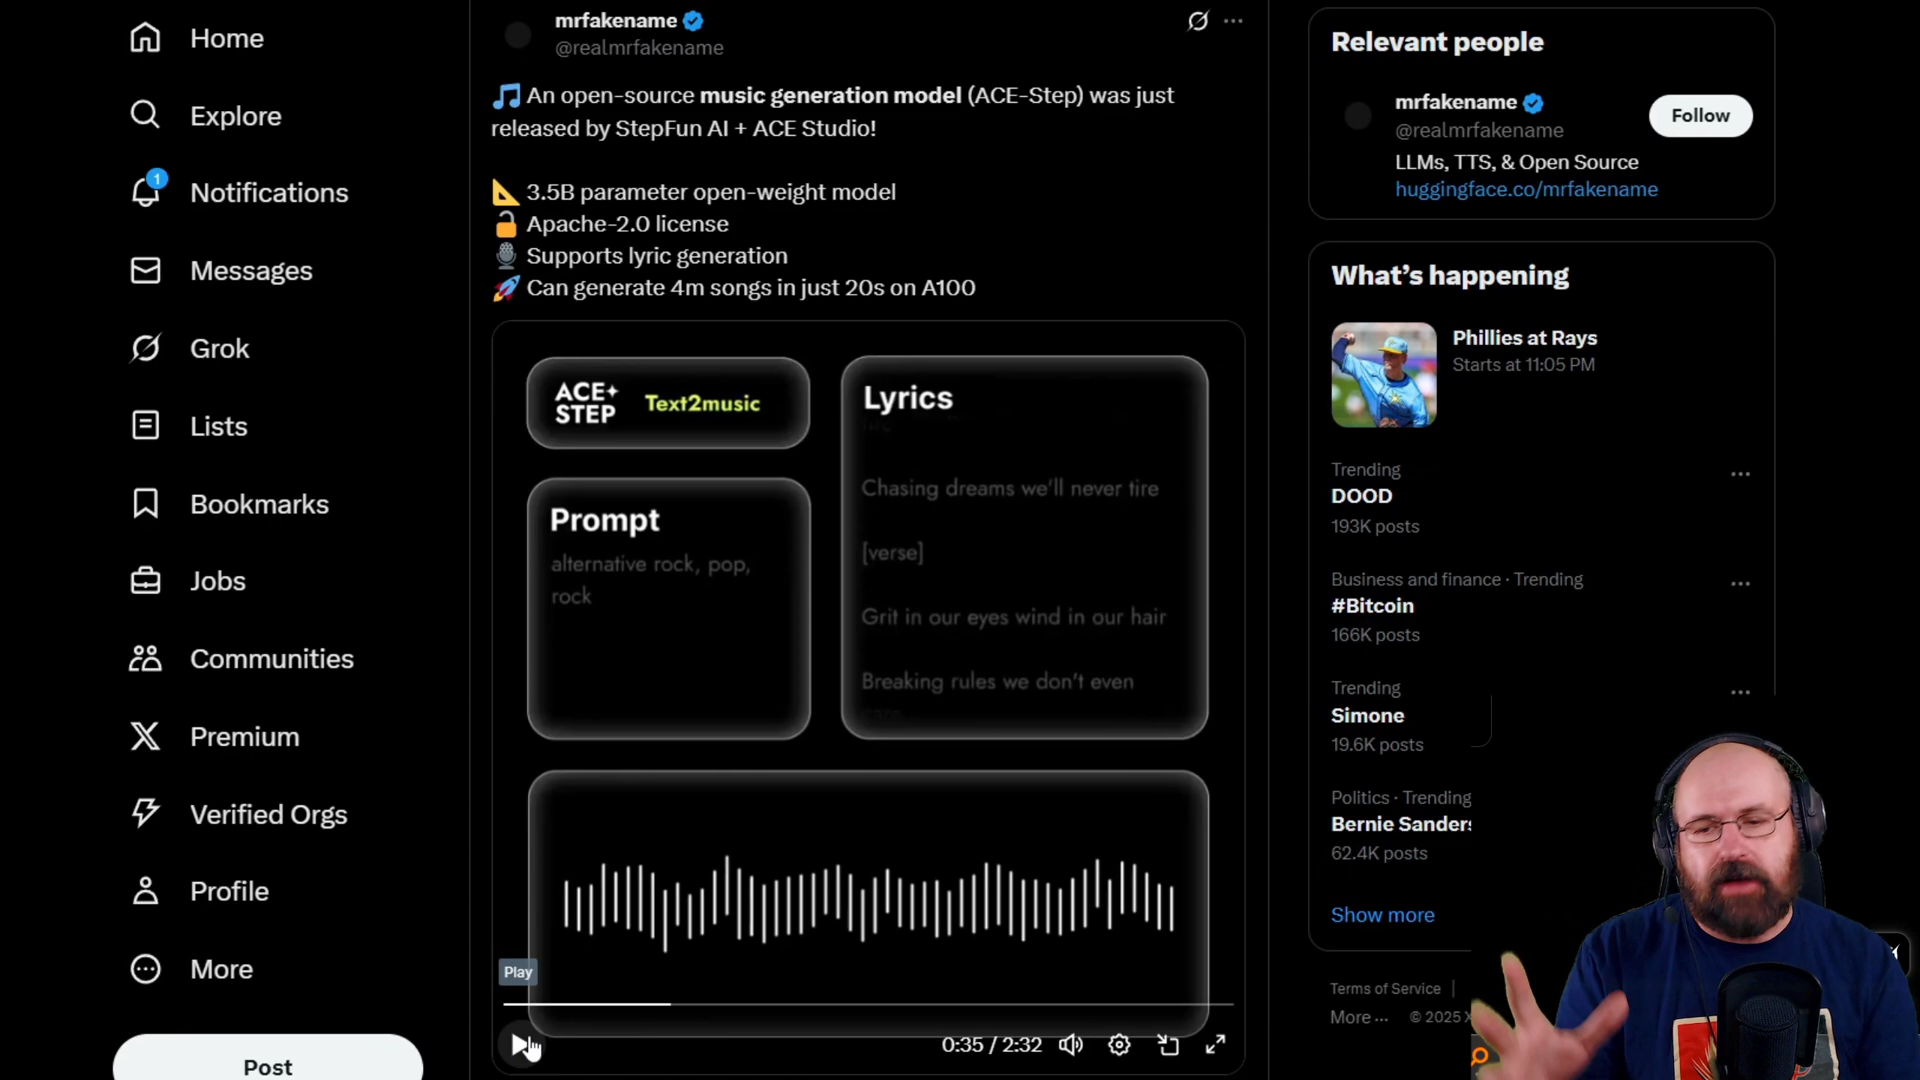 Home
Explore
1
Notifications
Messages
Grok
Lists
Bookmarks
Jobs
Communities
Premium
Verified Orgs
Profile
More
Post
mrfakename
@realmrfakename
An open-source music generation model (ACE-Step) was just
released by StepFun AI + ACE Studio!
3.5B parameter open-weight model
Apache-2.0 license
Supports lyric generation
Can generate 4m songs in just 20s on A100
ACE
STEP
Text2music
Prompt
alternative rock, pop,
rock
Lyrics
Chasing dreams we'll never tire
[verse]
Grit in our eyes wind in our hair
Breaking rules we don't even
Play
0:35 / 2:32
Relevant people
mrfakename
@realmrfakename
Follow
LLMs, TTS, & Open Source
huggingface.co/mrfakename
What's happening
Phillies at Rays
Starts at 11:05 PM
Trending
DOOD
193K posts
Business and finance · Trending
#Bitcoin
166K posts
Trending
Simone
19.6K posts
Politics · Trending
Bernie Sanders
62.4K posts
Show more
Terms of Service
More ...
© 2025 X